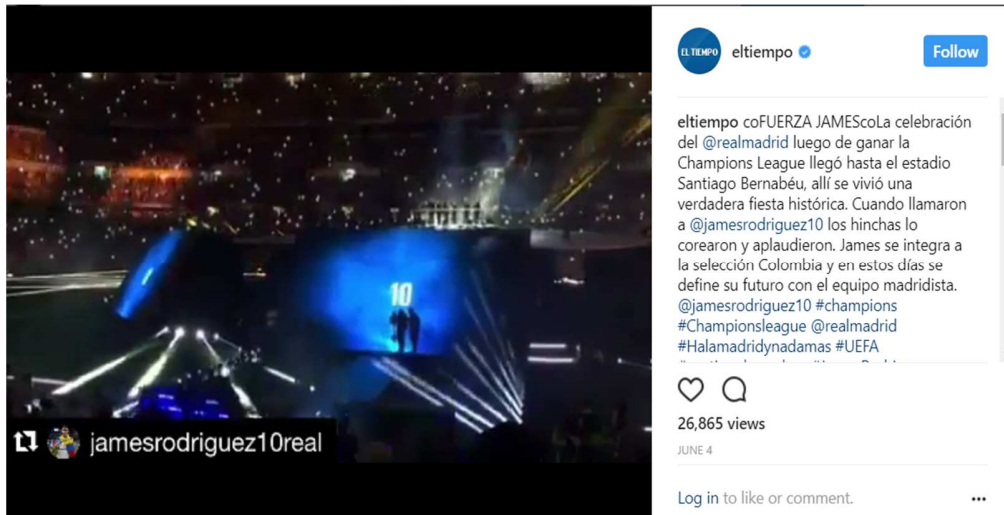 10
jamesrodriguez10real
EL TIEMPO
eltiempo
Follow
eltiempo coFUERZA JAMEScoLa celebración
del @realmadrid luego de ganar la
Champions League llegó hasta el estadio
Santiago Bernabéu, allí se vivió una
verdadera fiesta histórica. Cuando llamaron
a @jamesrodriguez10 los hinchas lo
corearon y aplaudieron. James se integra a
la selección Colombia y en estos días se
define su futuro con el equipo madridista.
@jamesrodriguez10 #champions
#Championsleague @realmadrid
#Halamadridynadamas #UEFA
26,865 views
JUNE 4
Log in to like or comment.